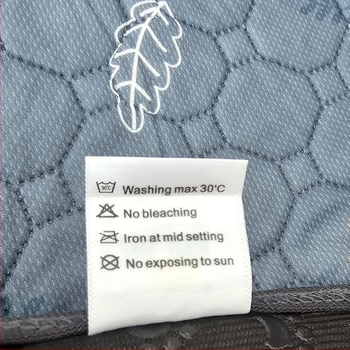 Washing max 30'C
No bleaching
Iron at mid setting
No exposing to sun